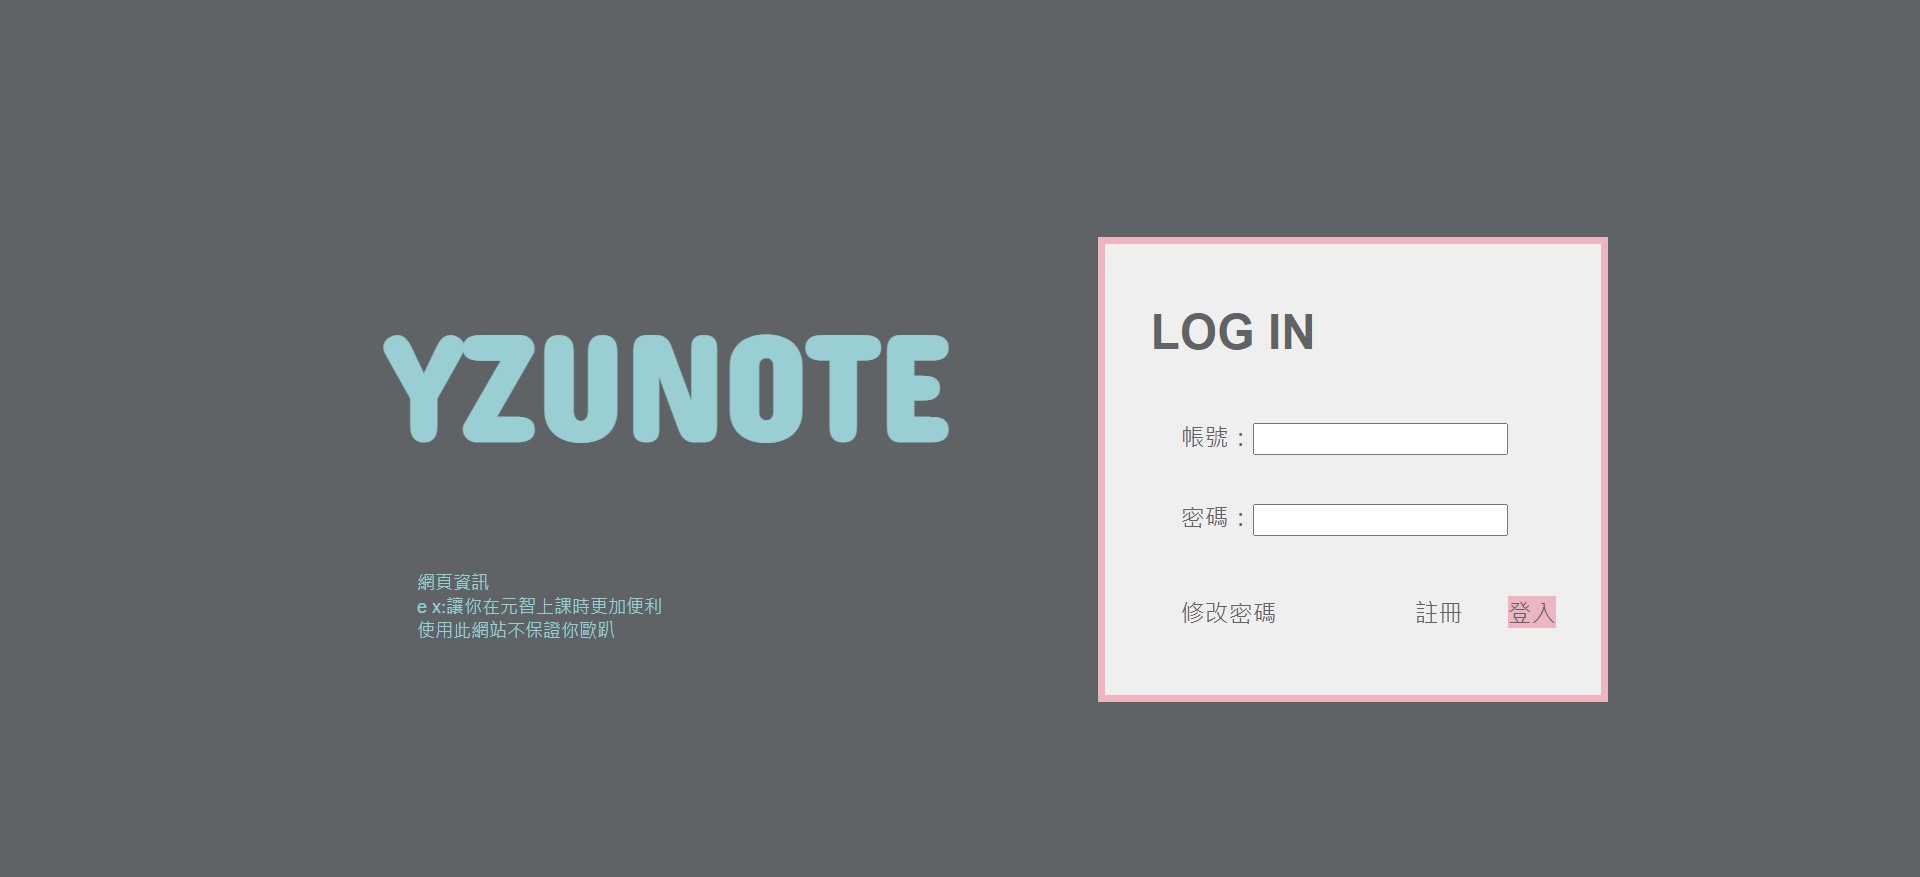 YZUNOTE
網頁資訊
e x:讓你在元智上課時更加便利
使用此網站不保證你歐趴
LOG IN
帳號：
密碼：
修改密碼 註冊 登入